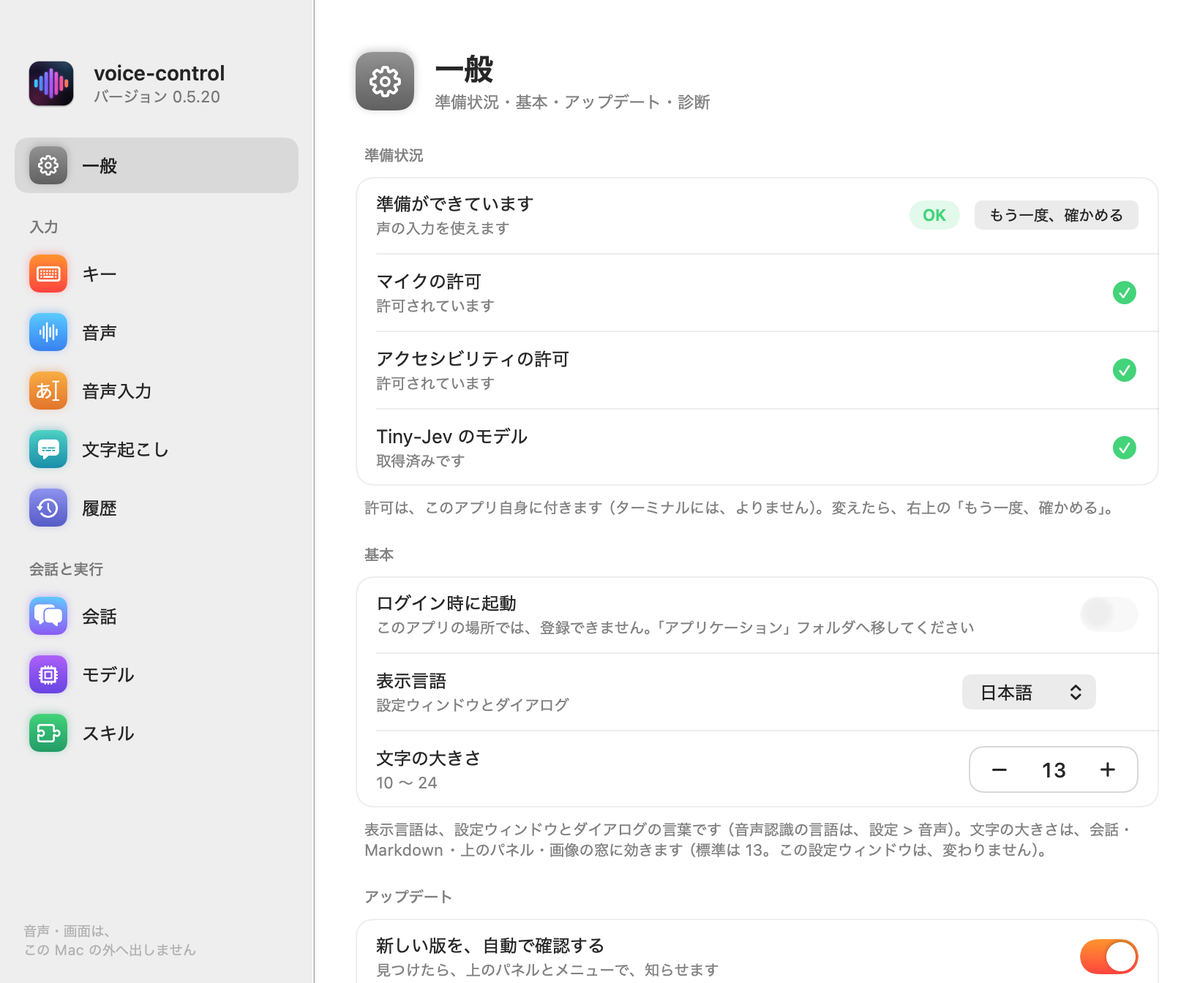 voice-control
バージョン 0.5.20
一般
入力
キー
音声
あ
音声入力
文字起こし
履歴
会話と実行
会話
モデル
スキル
音声・画面は、
この Mac の外へ出しません
一般
準備状況・基本・アップデート・診断
準備状況
準備ができています
声の入力を使えます
OK
もう一度、確かめる
マイクの許可
許可されています
アクセシビリティの許可
許可されています
Tiny-Jev のモデル
取得済みです
許可は、このアプリ自身に付きます（ターミナルには、よりません）。変えたら、右上の「もう一度、確かめる」。
基本
ログイン時に起動
このアプリの場所では、登録できません。「アプリケーション」フォルダへ移してください
表示言語
設定ウィンドウとダイアログ
日本語
文字の大きさ
10 〜 24
− 13 +
表示言語は、設定ウィンドウとダイアログの言葉です（音声認識の言語は、設定 > 音声）。文字の大きさは、会話・
Markdown・上のパネル・画像の窓に効きます（標準は 13。この設定ウィンドウは、変わりません）。
アップデート
新しい版を、自動で確認する
見つけたら、上のパネルとメニューで、知らせます